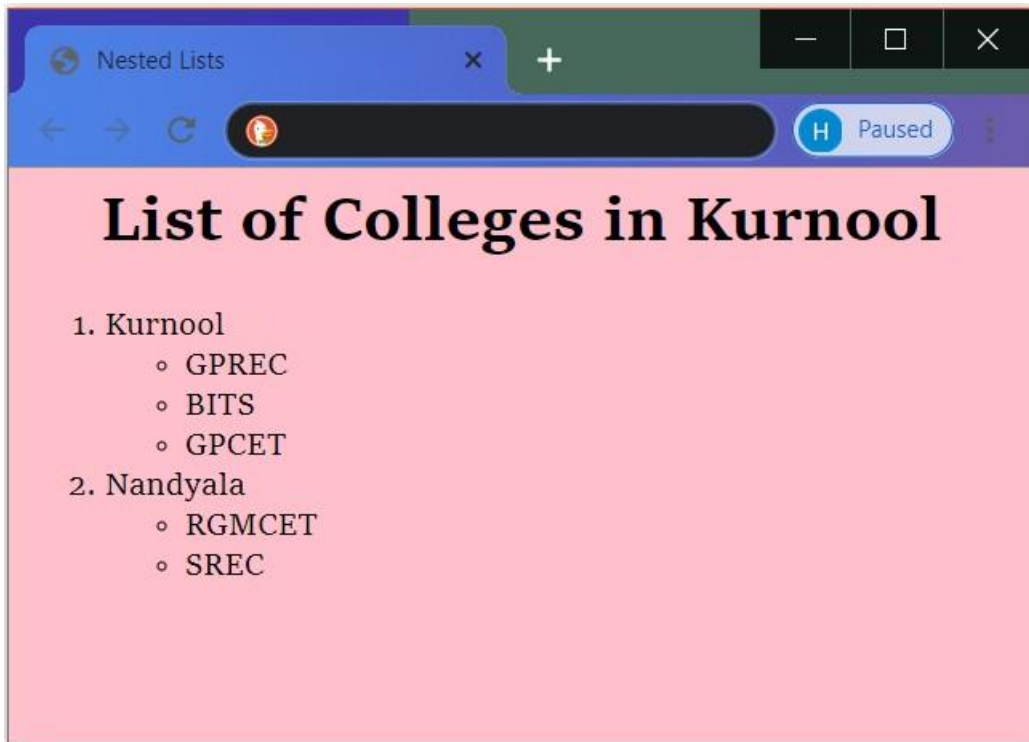 Nested Lists
H Paused
List of Colleges in Kurnool
1. Kurnool
◦ GPREC
◦ BITS
◦ GPCET
2. Nandyala
◦ RGMCET
◦ SREC